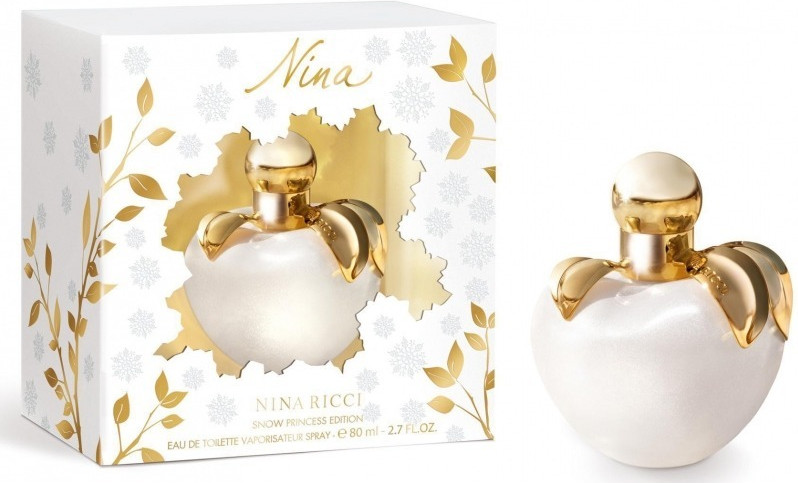 Nina
NINA RICCI
SNOW PRINCESS EDITION
EAU DE TOILETTE VAPORISATEUR SPRAY - ℮ 80 ml - 2.7 FL.OZ.